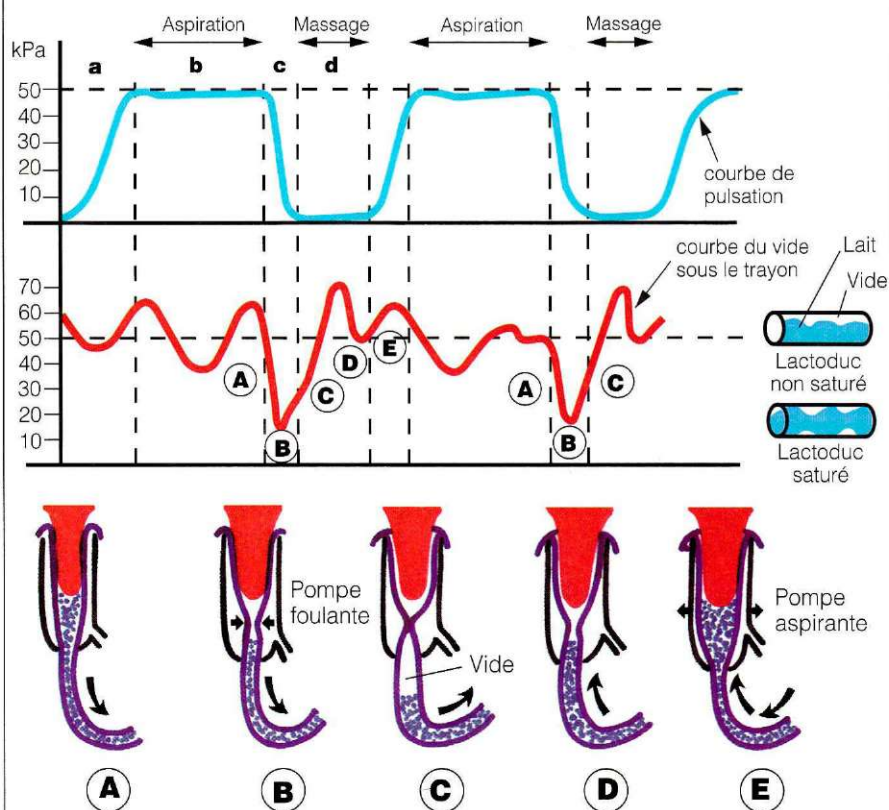 Aspiration Massage Aspiration Massage
kPa
a b c d
50
40
30
20
10
courbe de
pulsation
courbe du vide
sous le trayon
70
60
50
40
30
20
10
A B C D E A B C
Lait
Vide
Lactoduc
non saturé
Lactoduc
saturé
Pompe
foulante
Vide
Pompe
aspirante
A B C D E